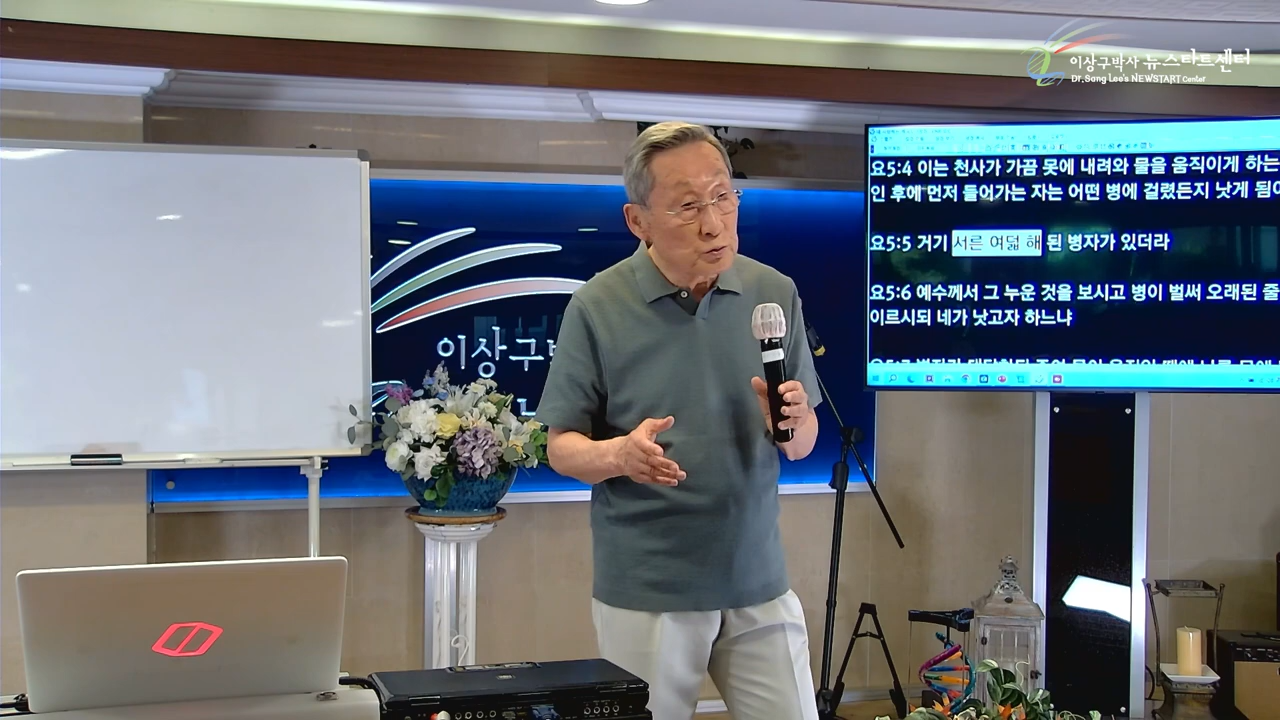 이상구박사 뉴스타트센터
Dr. Sang Lee's NEWSTART Center
요5:4 이는 천사가 가끔 못에 내려와 물을 움직이게 하는
인 후에 먼저 들어가는 자는 어떤 병에 걸렸든지 낫게 됨이
요5:5 거기 서른 여덟 해 된 병자가 있더라
요5:6 예수께서 그 누운 것을 보시고 병이 벌써 오래된 줄
이르시되 네가 낫고자 하느냐
이상구